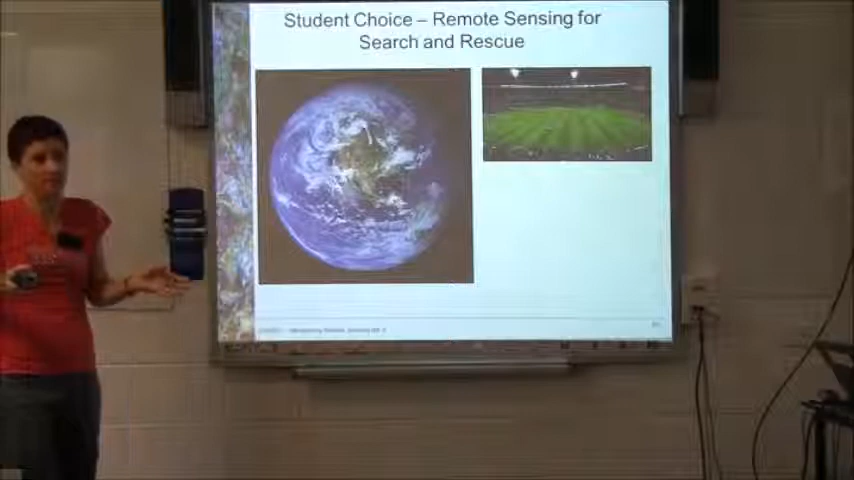 Student Choice – Remote Sensing for
Search and Rescue